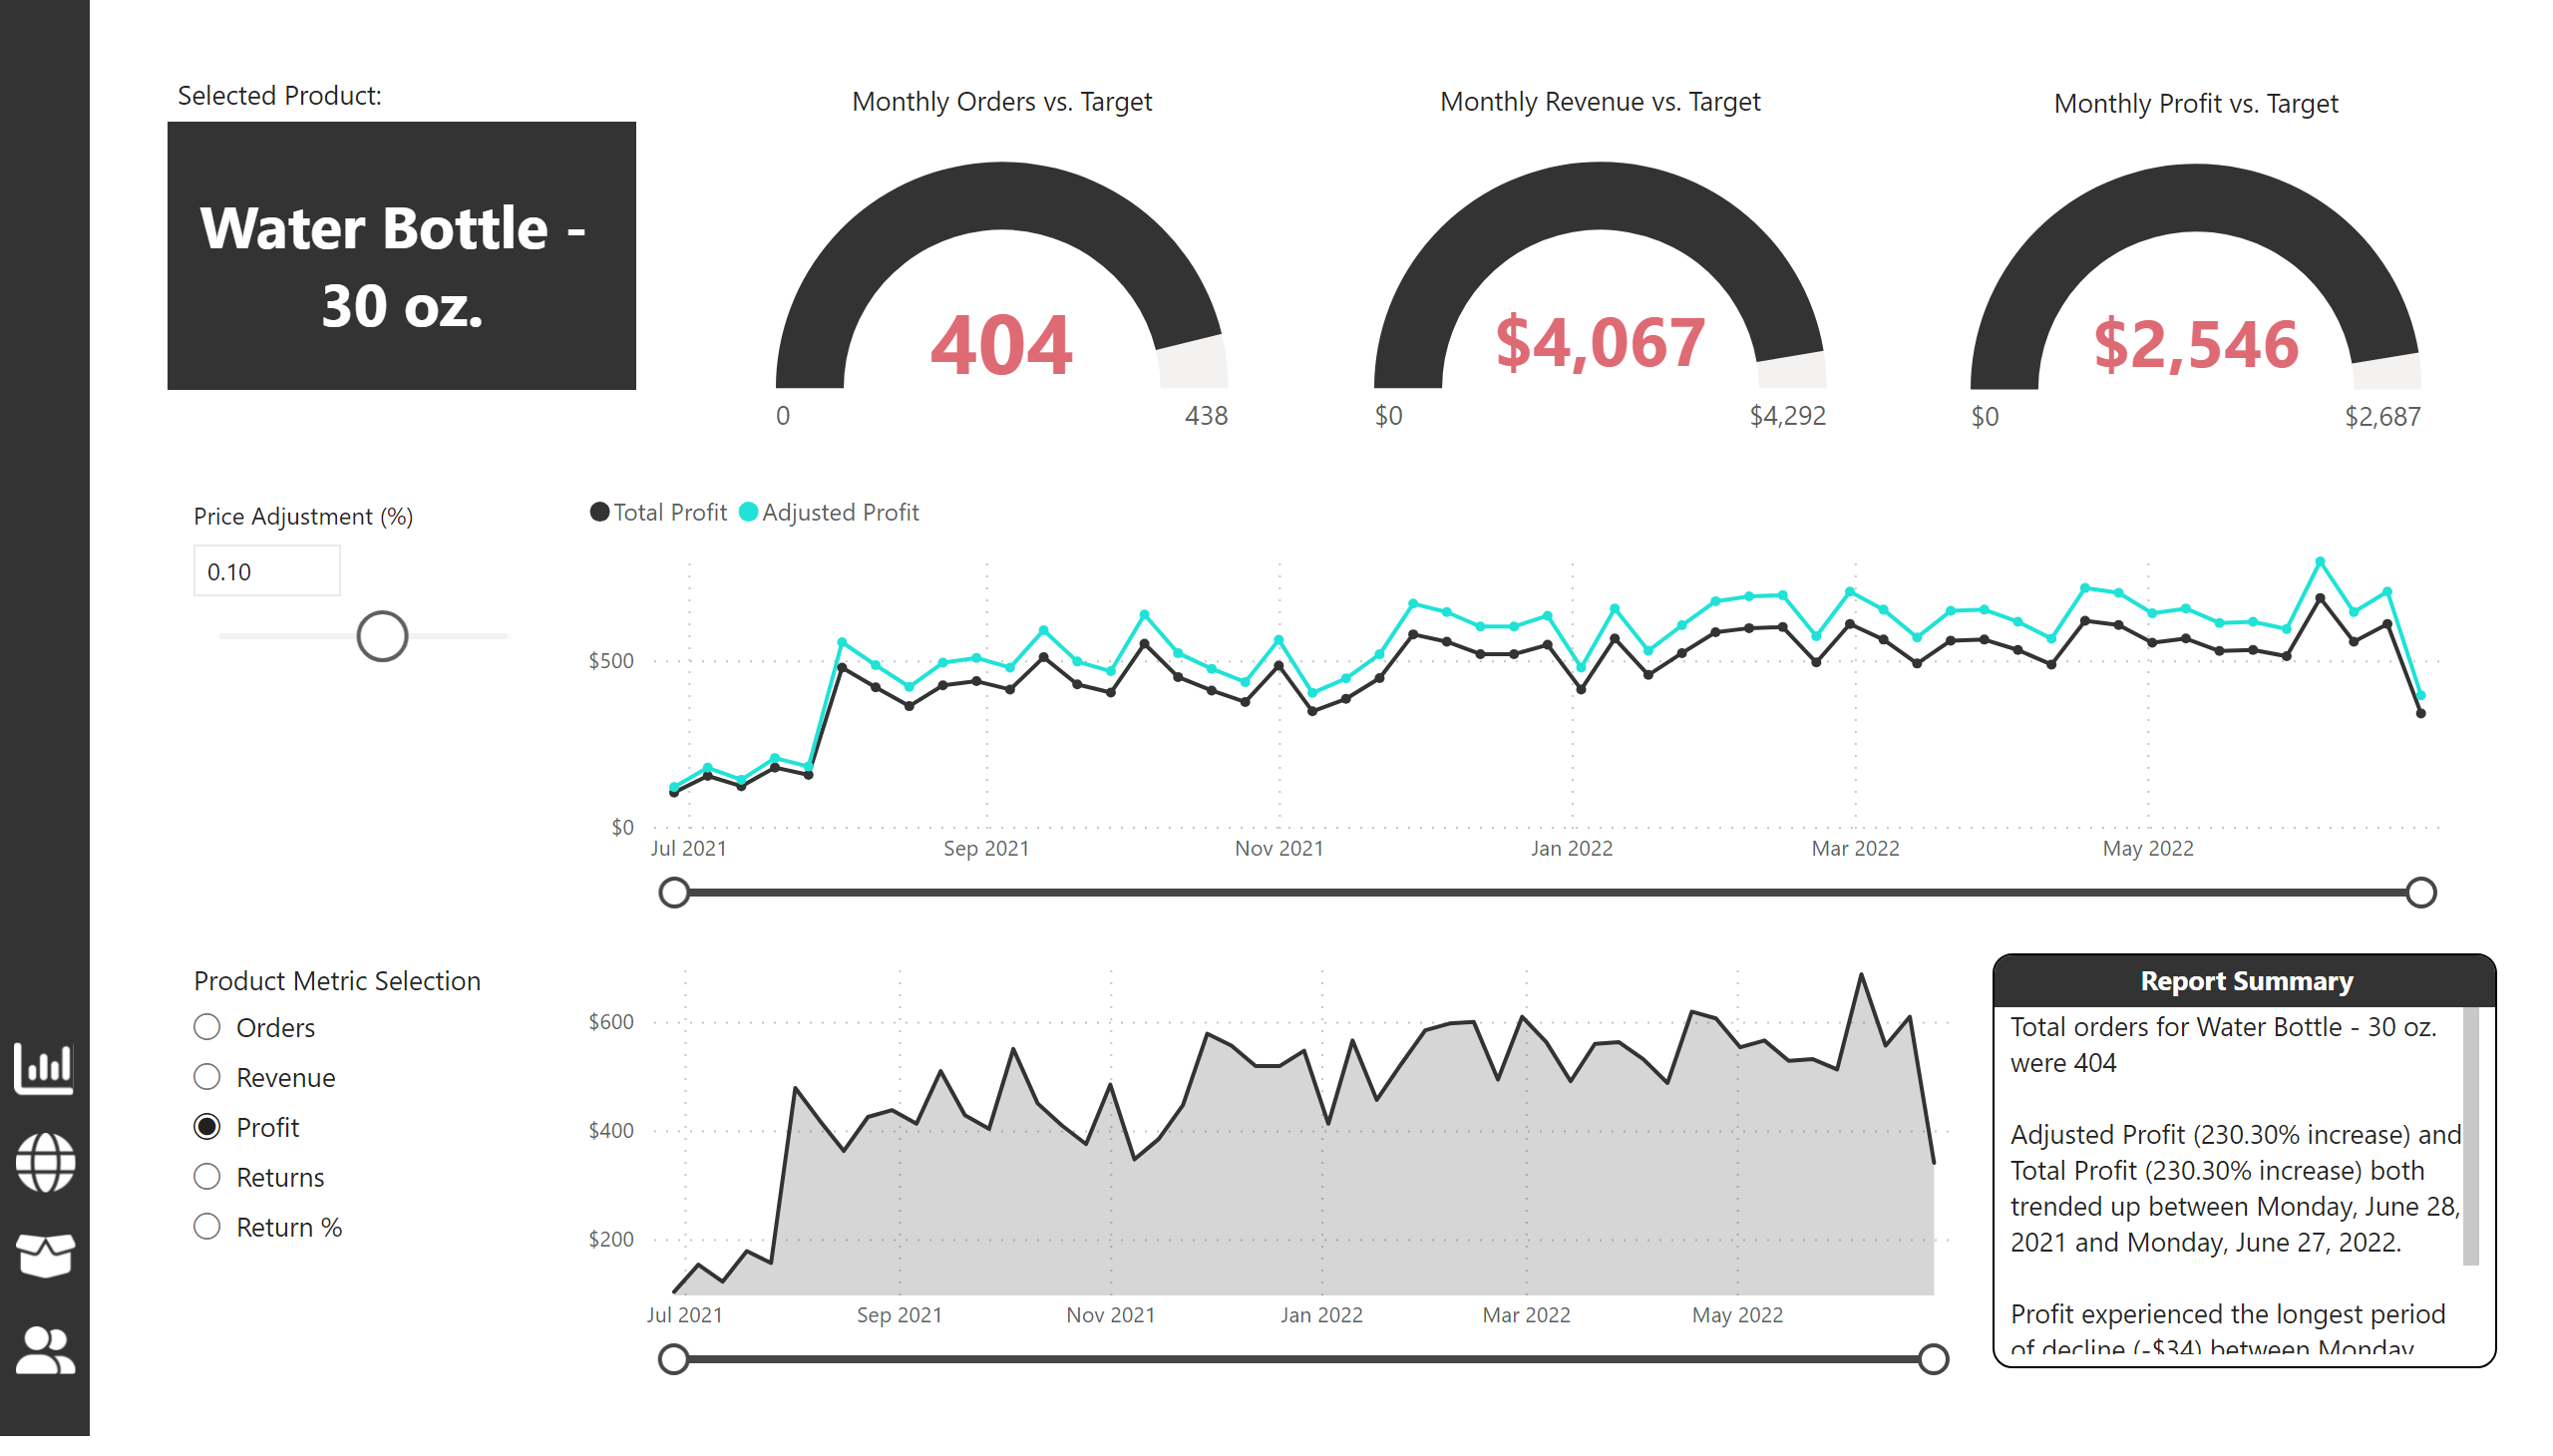 Selected Product:
Water Bottle -
30 oz.
Monthly Orders vs. Target
404
0
438
Monthly Revenue vs. Target
$4,067
$0
$4,292
Monthly Profit vs. Target
$2,546
$0
$2,687
Price Adjustment (%)
0.10
Total Profit
Adjusted Profit
$500
$0
Jul 2021
Sep 2021
Nov 2021
Jan 2022
Mar 2022
May 2022
Product Metric Selection
Orders
Revenue
Profit
Returns
Return %
$600
$400
$200
Jul 2021
Sep 2021
Nov 2021
Jan 2022
Mar 2022
May 2022
Report Summary
Total orders for Water Bottle - 30 oz.
were 404
Adjusted Profit (230.30% increase) and
Total Profit (230.30% increase) both
trended up between Monday, June 28,
2021 and Monday, June 27, 2022.
Profit experienced the longest period
of decline (-$34) between Monday,